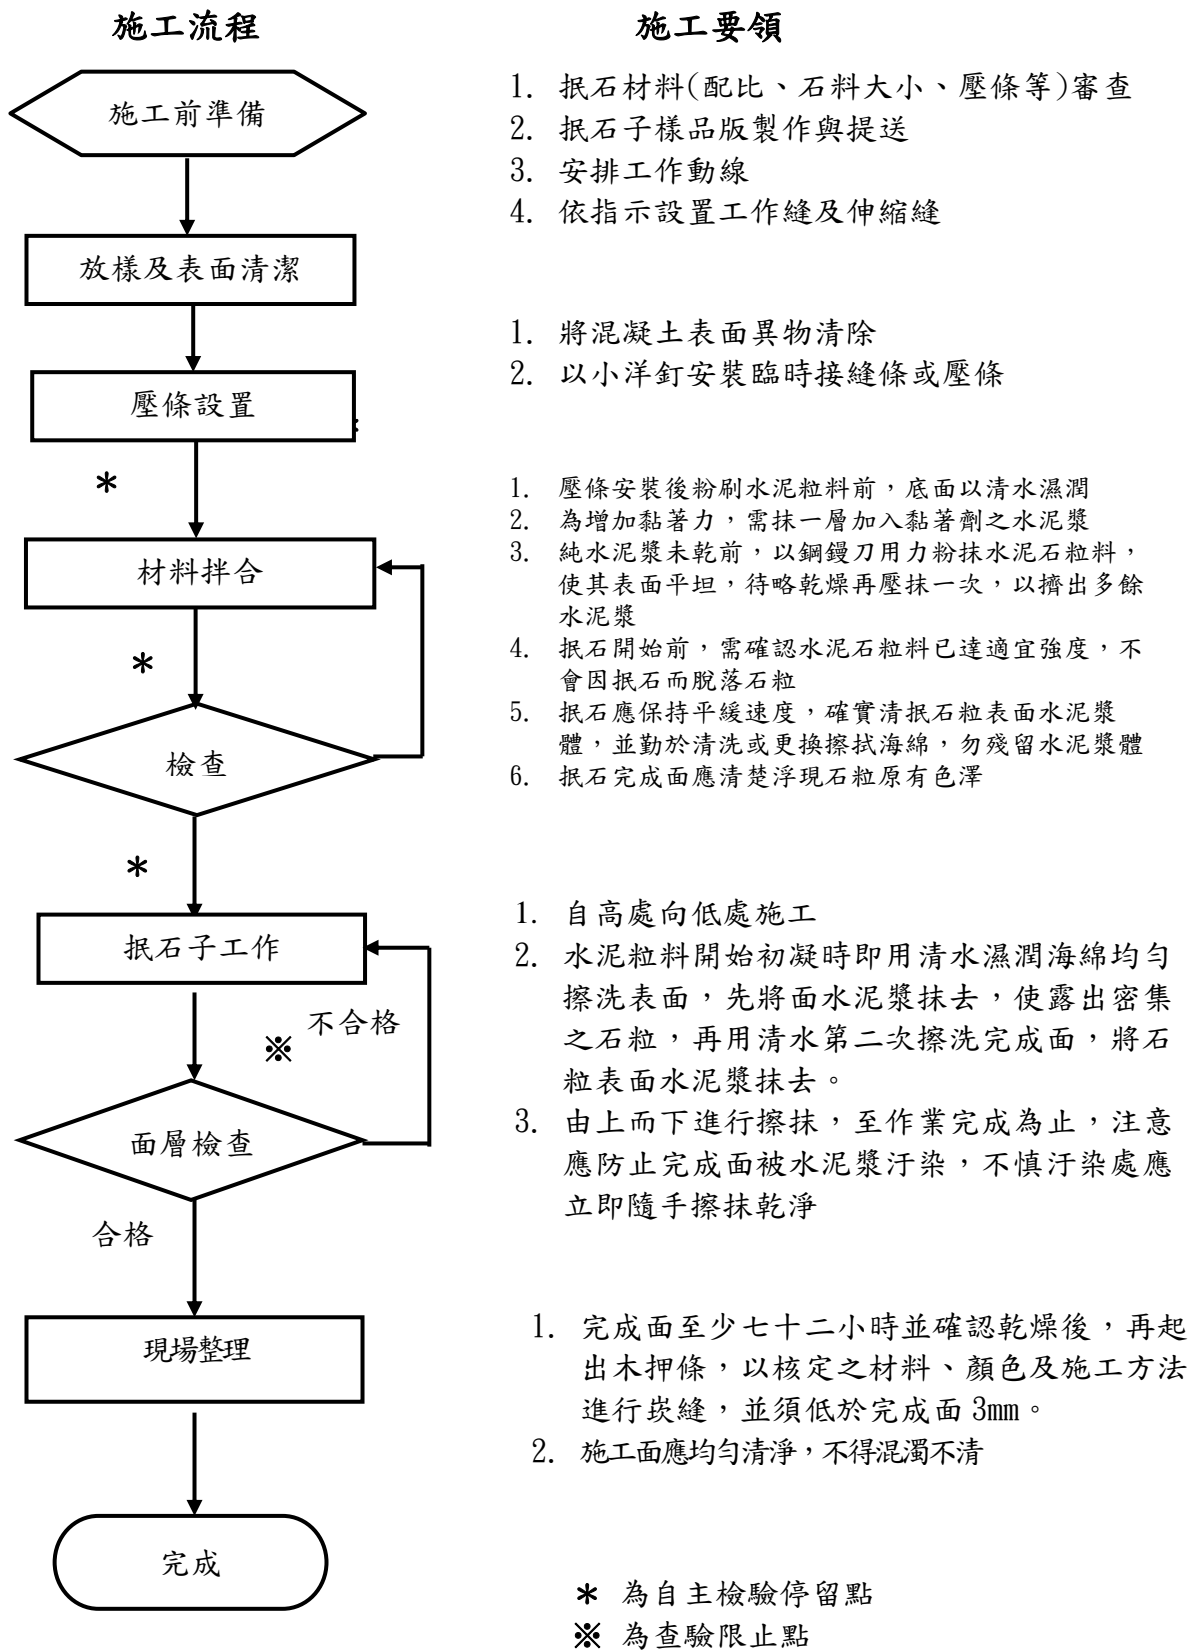 施工流程
施工要領
施工前準備
1. 抿石材料(配比、石料大小、壓條等)審查
2. 抿石子樣品版製作與提送
3. 安排工作動線
4. 依指示設置工作縫及伸縮縫
放樣及表面清潔
1. 將混凝土表面異物清除
2. 以小洋釘安裝臨時接縫條或壓條
壓條設置
*
1. 壓條安裝後粉刷水泥粒料前，底面以清水濕潤
2. 為增加黏著力，需抹一層加入黏著劑之水泥漿
3. 純水泥漿未乾前，以鋼鏝刀用力粉抹水泥石粒料，
使其表面平坦，待略乾燥再壓抹一次，以擠出多餘
水泥漿
4. 抿石開始前，需確認水泥石粒料已達適宜強度，不
會因抿石而脫落石粒
5. 抿石應保持平緩速度，確實清抿石粒表面水泥漿
體，並勤於清洗或更換擦拭海綿，勿殘留水泥漿體
6. 抿石完成面應清楚浮現石粒原有色澤
材料拌合
*
檢查
*
抿石子工作
1. 自高處向低處施工
2. 水泥粒料開始初凝時即用清水濕潤海綿均勻
擦洗表面，先將面水泥漿抹去，使露出密集
之石粒，再用清水第二次擦洗完成面，將石
粒表面水泥漿抹去。
3. 由上而下進行擦抹，至作業完成為止，注意
應防止完成面被水泥漿汙染，不慎汙染處應
立即隨手擦抹乾淨
不合格
※
面層檢查
合格
現場整理
1. 完成面至少七十二小時並確認乾燥後，再起
出木押條，以核定之材料、顏色及施工方法
進行崁縫，並須低於完成面 3mm。
2. 施工面應均勻清淨，不得混濁不清
完成
* 為自主檢驗停留點
※ 為查驗限止點